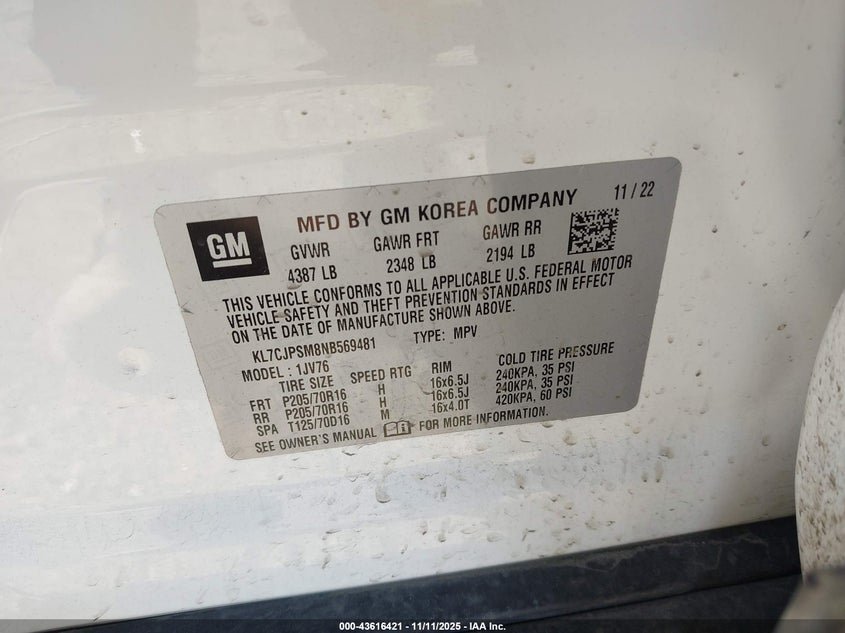 GM
MFD BY GM KOREA COMPANY 11 / 22
GVWR GAWR FRT GAWR RR
4387 LB 2348 LB 2194 LB
THIS VEHICLE CONFORMS TO ALL APPLICABLE U.S. FEDERAL MOTOR
VEHICLE SAFETY AND THEFT PREVENTION STANDARDS IN EFFECT
ON THE DATE OF MANUFACTURE SHOWN ABOVE.
KL7CJPSM8NB569481 TYPE: MPV
MODEL : 1JV76
TIRE SIZE SPEED RTG RIM COLD TIRE PRESSURE
FRT P205/70R16 H 16x6.5J 240KPA, 35 PSI
RR P205/70R16 H 16x6.5J 240KPA, 35 PSI
SPA T125/70D16 M 16x4.0T 420KPA, 60 PSI
SEE OWNER'S MANUAL FOR MORE INFORMATION.
000-43616421 - 11/11/2025 - IAA Inc.